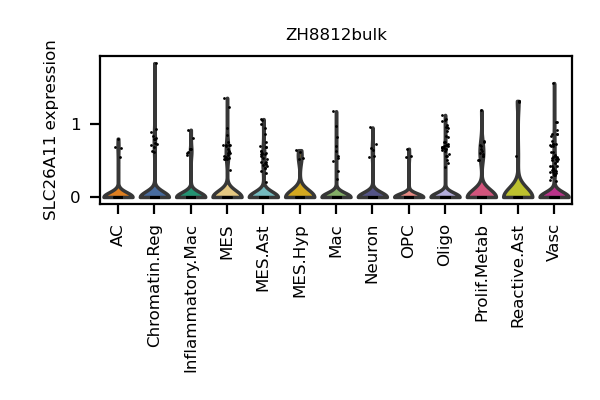 ZH8812bulk
SLC26A11 expression
1
0
AC
Chromatin.Reg
Inflammatory.Mac
MES
MES.Ast
MES.Hyp
Mac
Neuron
OPC
Oligo
Prolif.Metab
Reactive.Ast
Vasc